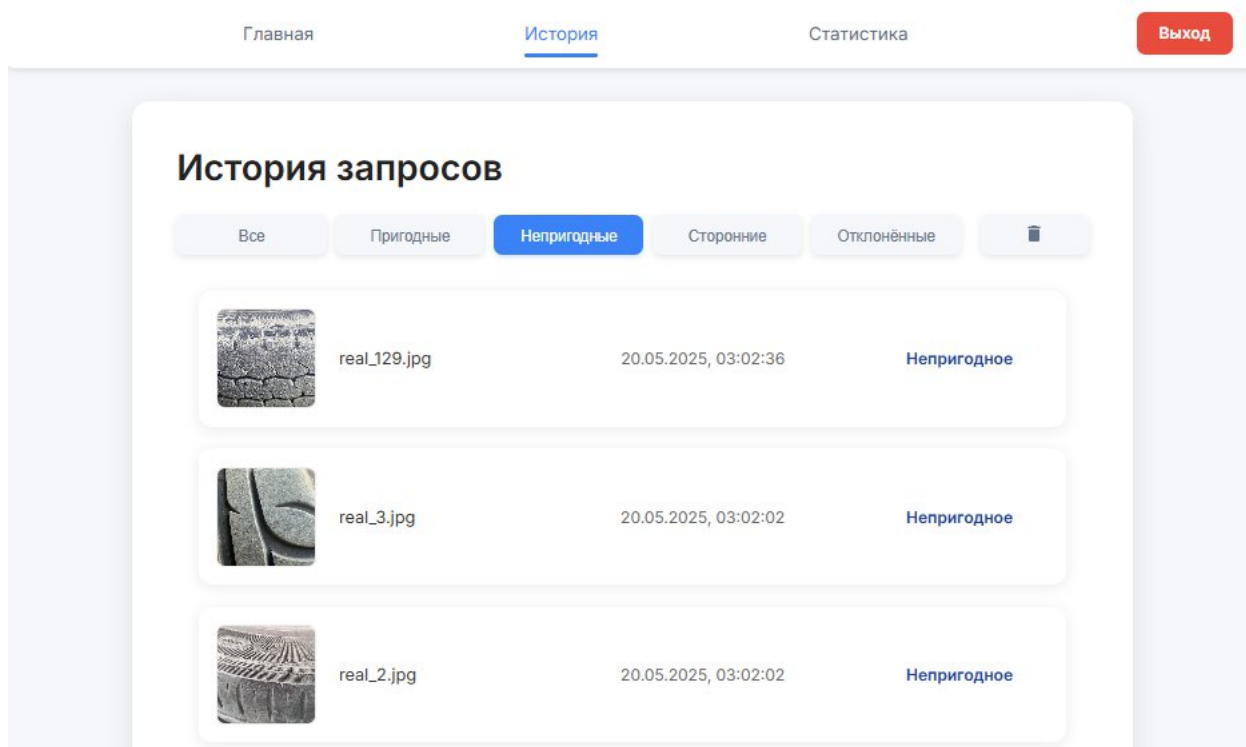 Главная История Статистика Выход
История запросов
Все Пригодные Непригодные Сторонние Отклонённые
real_129.jpg 20.05.2025, 03:02:36 Непригодное
real_3.jpg 20.05.2025, 03:02:02 Непригодное
real_2.jpg 20.05.2025, 03:02:02 Непригодное